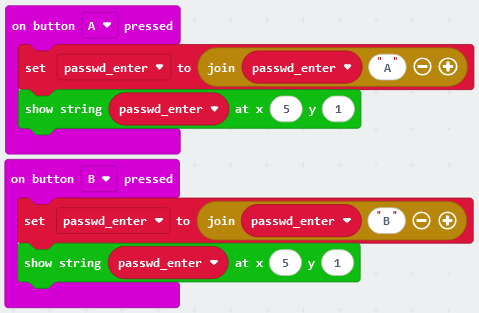 on button A pressed
set passwd_enter to join passwd_enter "A"
show string passwd_enter at x 5 y 1
on button B pressed
set passwd_enter to join passwd_enter "B"
show string passwd_enter at x 5 y 1